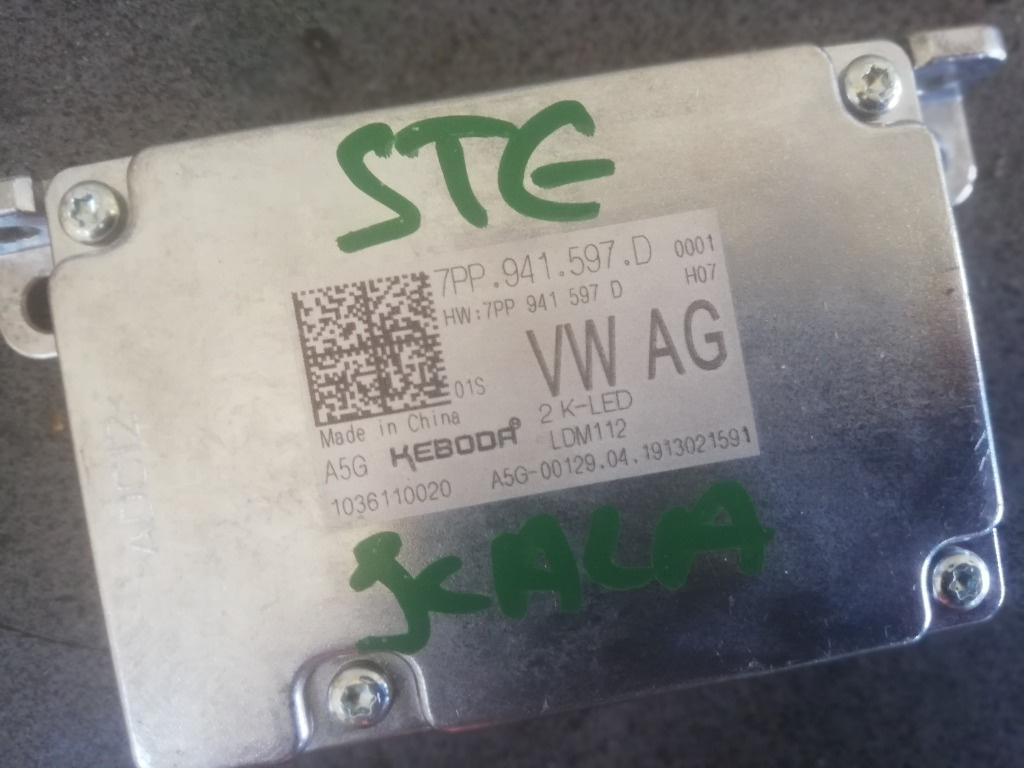 STE
7PP.941.597.D 0001
HW:7PP 941 597 D H07
VW AG
01S
2 K-LED
Made in China
KEBODA®
LDM112
A5G
1036110020
A5G-00129.04.1913021591
SKALA